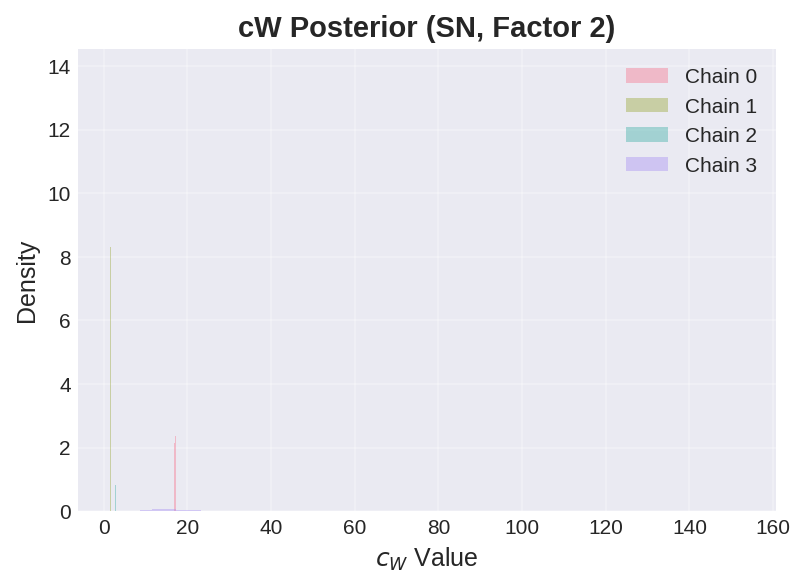 cW Posterior (SN, Factor 2)
Chain 0
Chain 1
Chain 2
Chain 3
Density
14
12
10
8
6
4
2
0
0 20 40 60 80 100 120 140 160
c_W Value